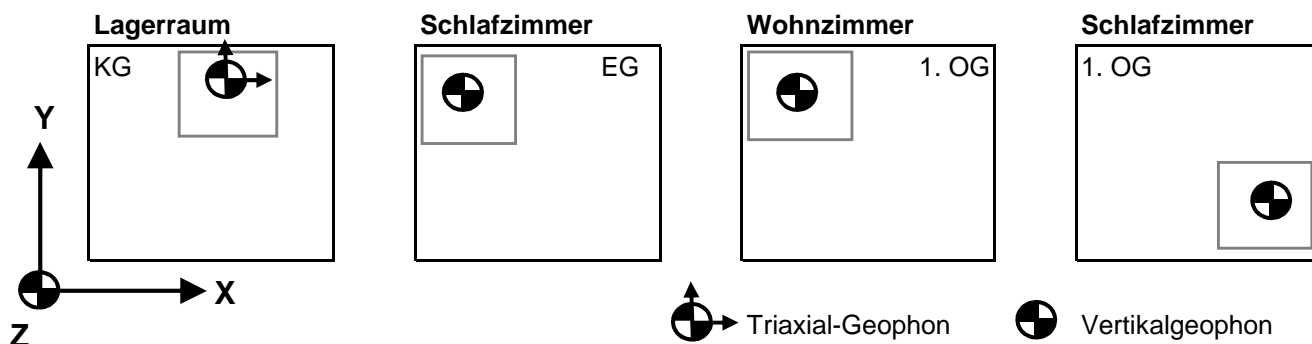 Lagerraum Schlafzimmer Wohnzimmer Schlafzimmer
KG EG 1. OG 1. OG
Y
X
Z
Triaxial-Geophon Vertikalgeophon